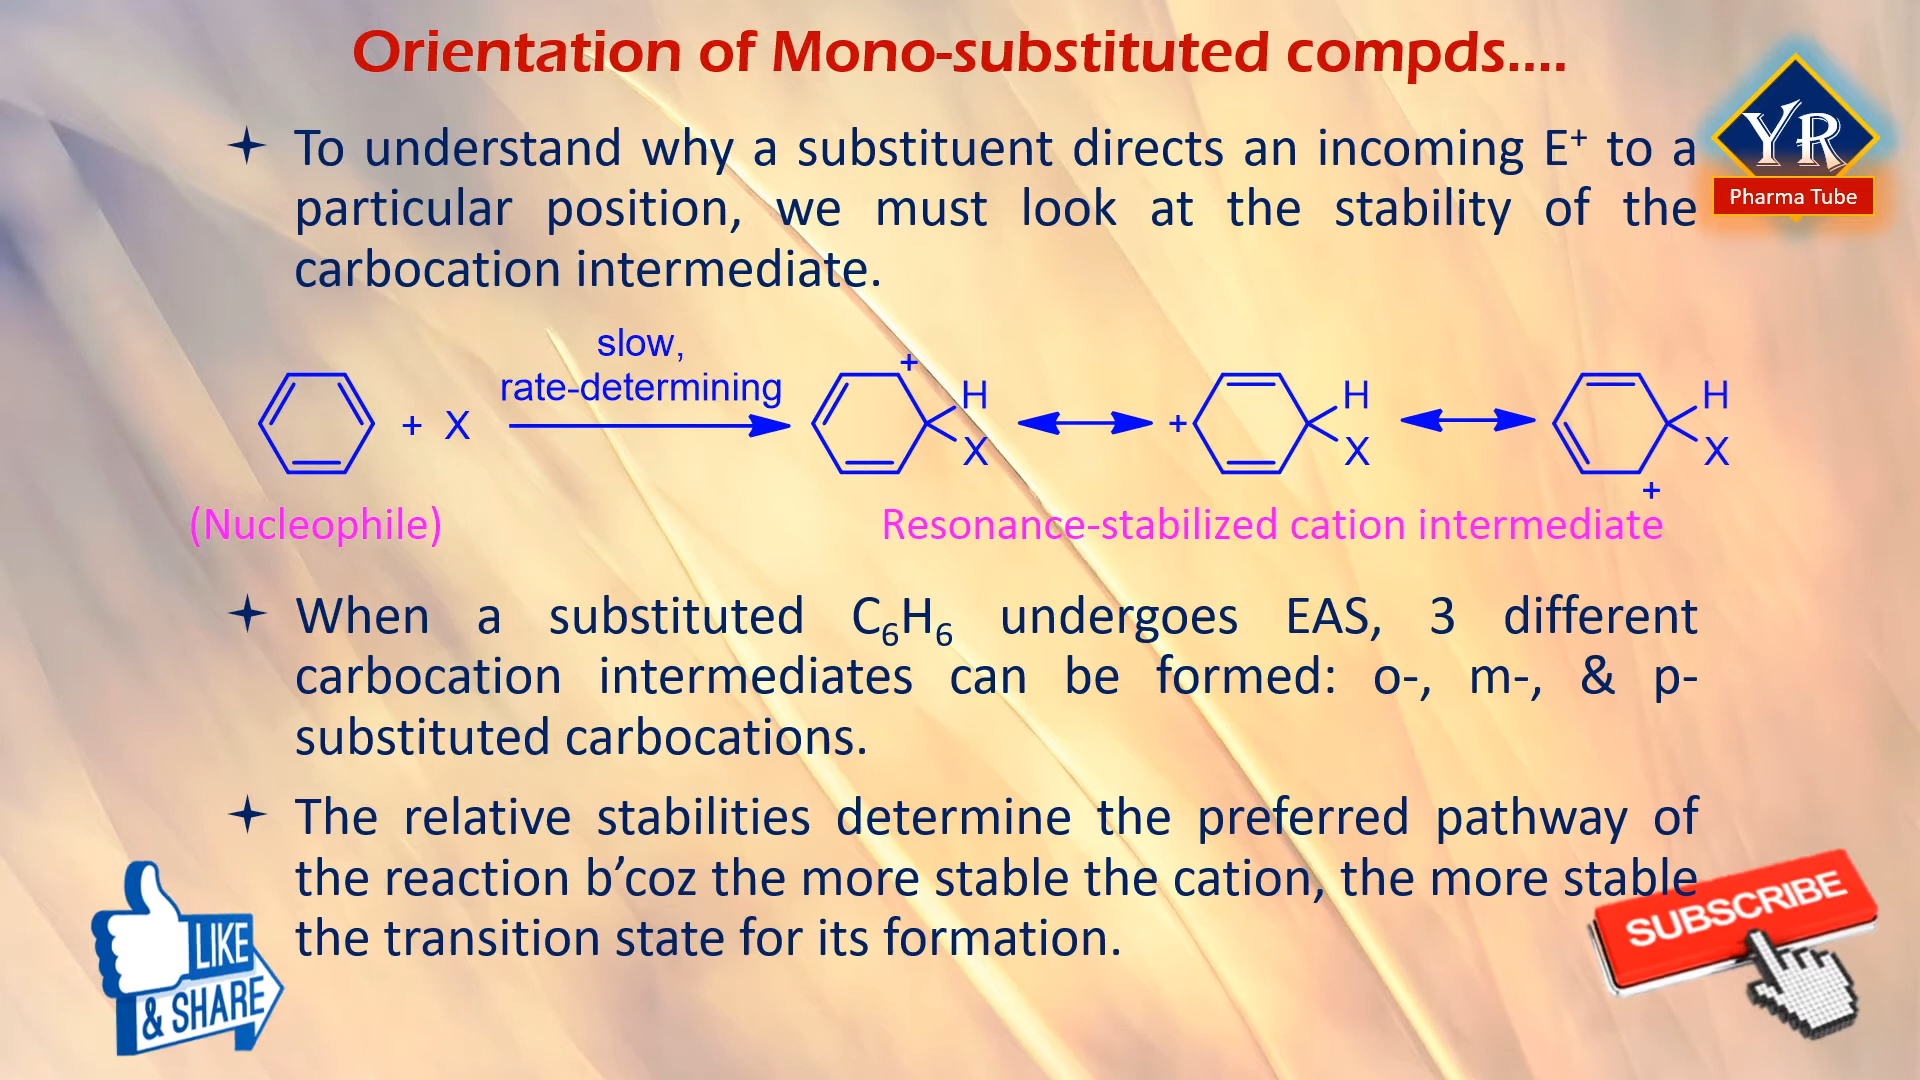 Orientation of Mono-substituted compds....
YR
Pharma Tube
To understand why a substituent directs an incoming E⁺ to a
particular position, we must look at the stability of the
carbocation intermediate.
slow,
rate-determining
+ X
+
H
X
+
H
X
H
X
+
(Nucleophile)
Resonance-stabilized cation intermediate
When a substituted C₆H₆ undergoes EAS, 3 different
carbocation intermediates can be formed: o-, m-, & p-
substituted carbocations.
The relative stabilities determine the preferred pathway of
the reaction b’coz the more stable the cation, the more stable
the transition state for its formation.
LIKE
& SHARE
SUBSCRIBE